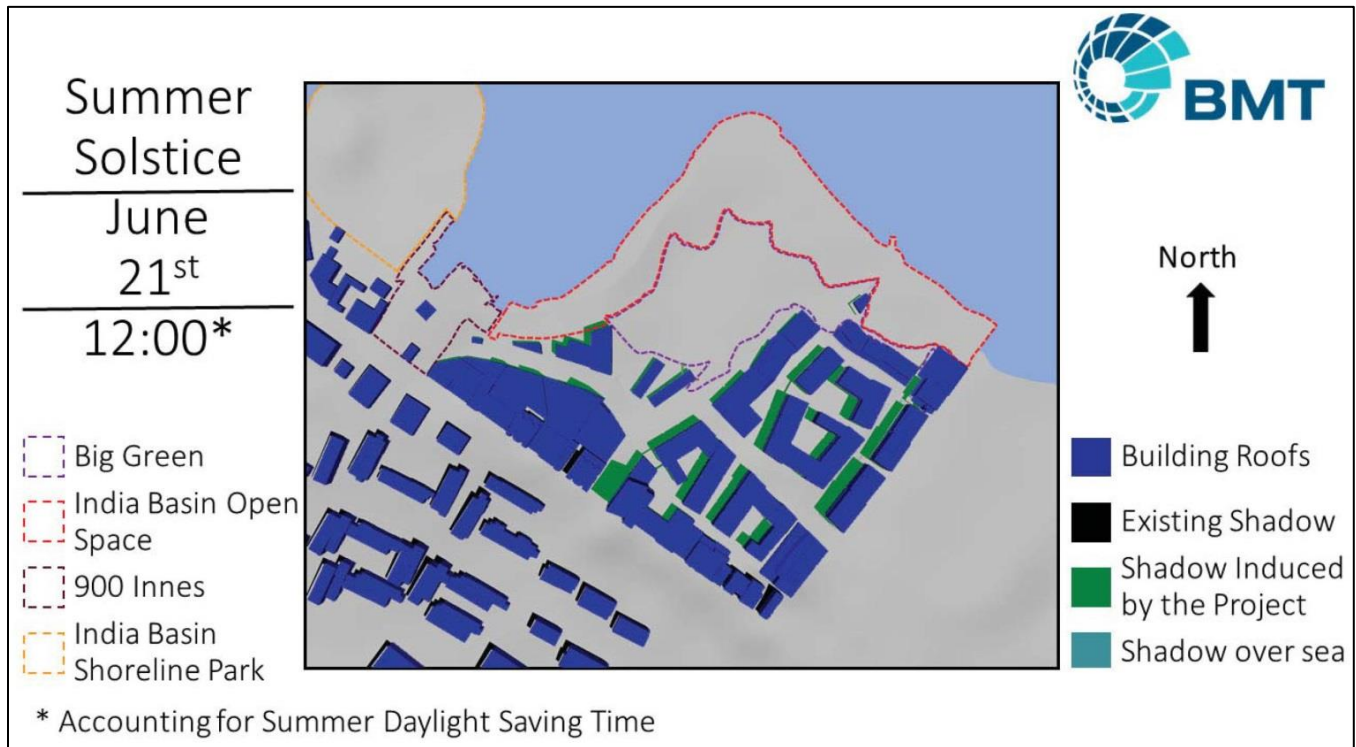 Summer
Solstice
June
21st
12:00*
Big Green
India Basin Open
Space
900 Innes
India Basin
Shoreline Park
* Accounting for Summer Daylight Saving Time
BMT
North
Building Roofs
Existing Shadow
Shadow Induced
by the Project
Shadow over sea